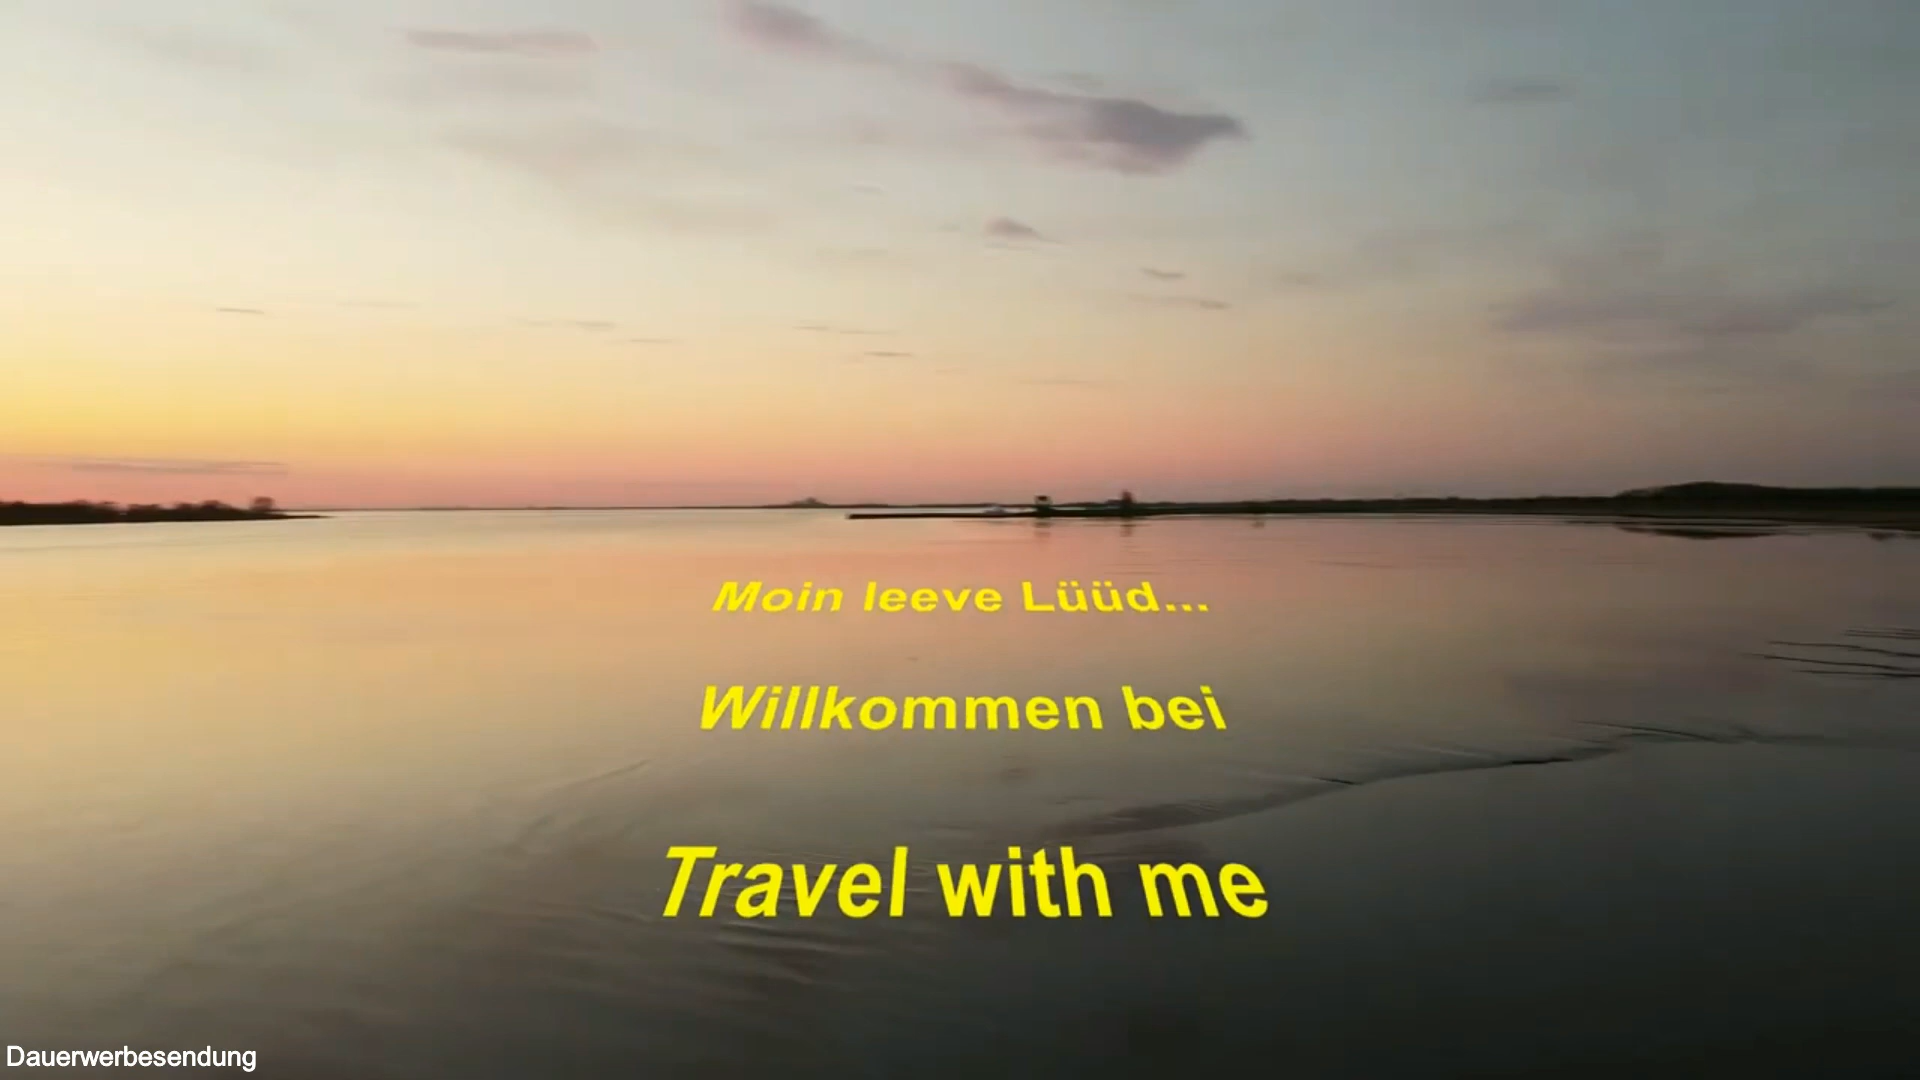 Moin leeve Lüüd...
Willkommen bei
Travel with me
Dauerwerbesendung